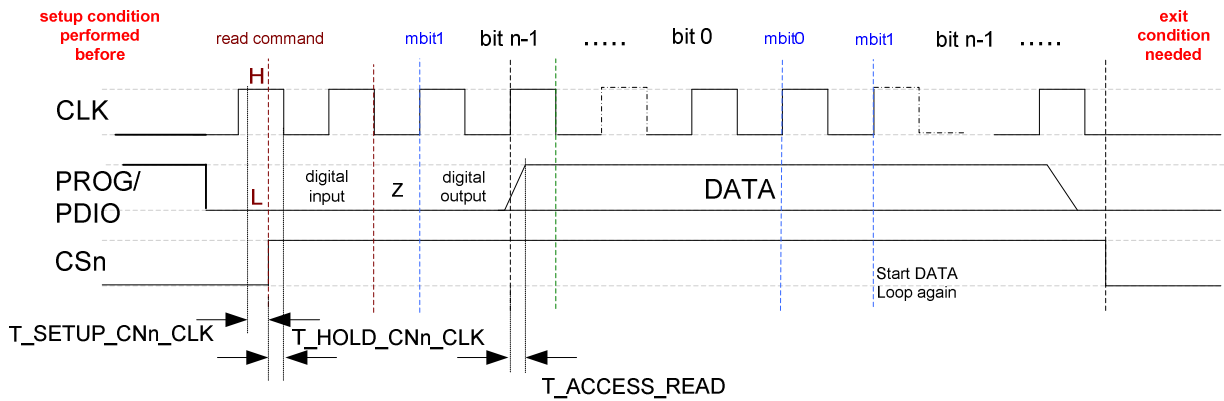 setup condition
performed
before
read command
mbit1
bit n-1
.....
bit 0
mbit0
mbit1
bit n-1
.....
exit
condition
needed
H
CLK
PROG/
PDIO
L
digital
input
Z
digital
output
DATA
CSn
Start DATA
Loop again
T_SETUP_CNn_CLK
T_HOLD_CNn_CLK
T_ACCESS_READ